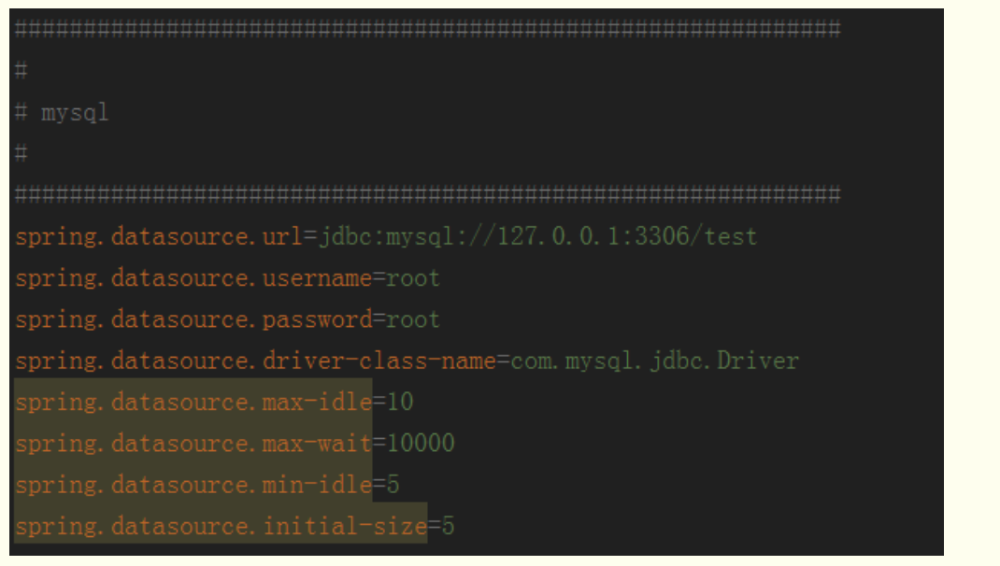 ############################################################
#
# mysql
#
############################################################
spring.datasource.url=jdbc:mysql://127.0.0.1:3306/test
spring.datasource.username=root
spring.datasource.password=root
spring.datasource.driver-class-name=com.mysql.jdbc.Driver
spring.datasource.max-idle=10
spring.datasource.max-wait=10000
spring.datasource.min-idle=5
spring.datasource.initial-size=5